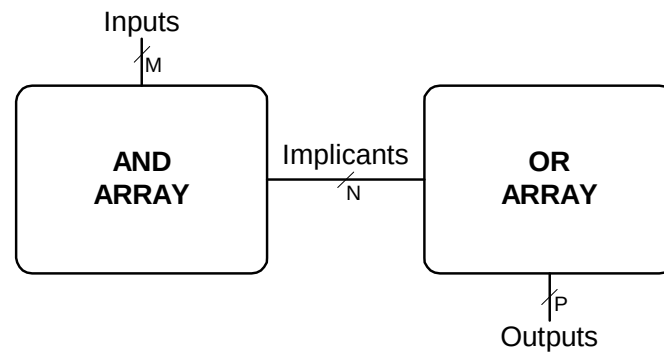 Inputs
M
AND
ARRAY
Implicants
N
OR
ARRAY
P
Outputs